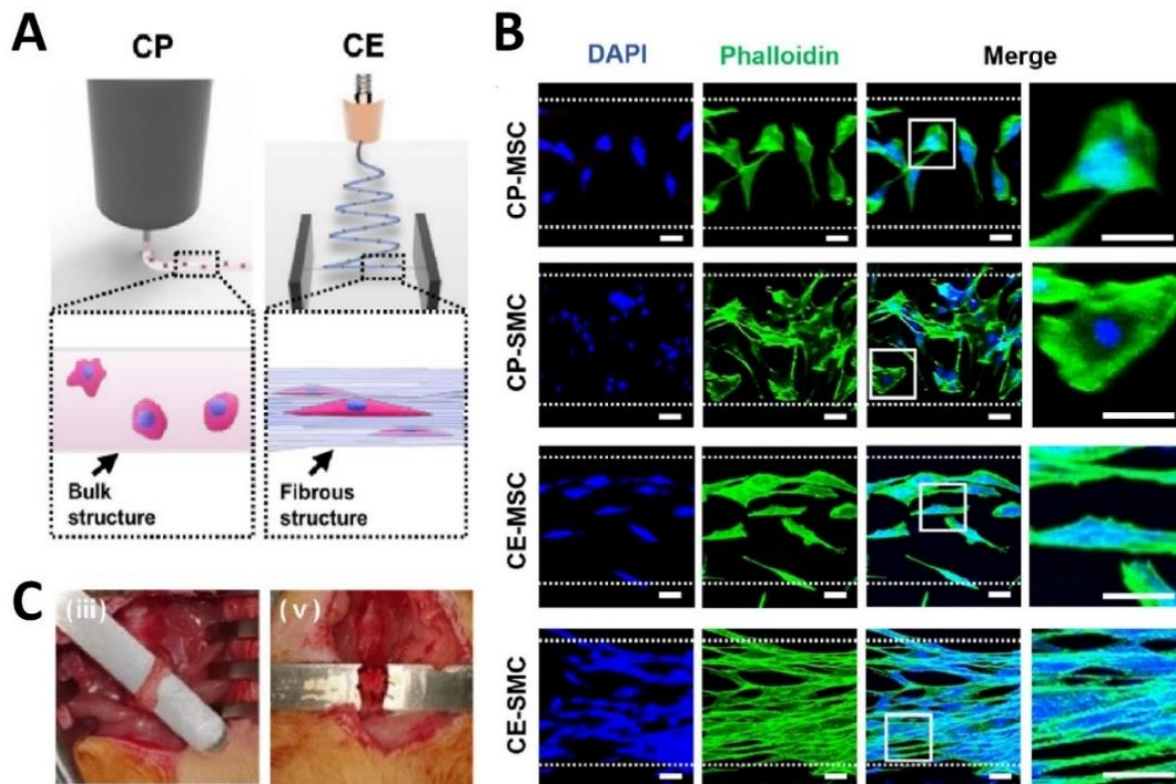 A
CP
CE
Bulk
structure
Fibrous
structure
B
DAPI
Phalloidin
Merge
CP-MSC
CP-SMC
CE-MSC
CE-SMC
C
(iii)
(v)